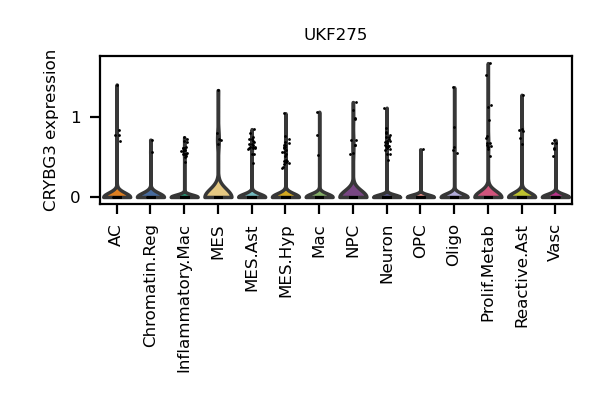 UKF275
CRYBG3 expression
1
0
AC
Chromatin.Reg
Inflammatory.Mac
MES
MES.Ast
MES.Hyp
Mac
NPC
Neuron
OPC
Oligo
Prolif.Metab
Reactive.Ast
Vasc